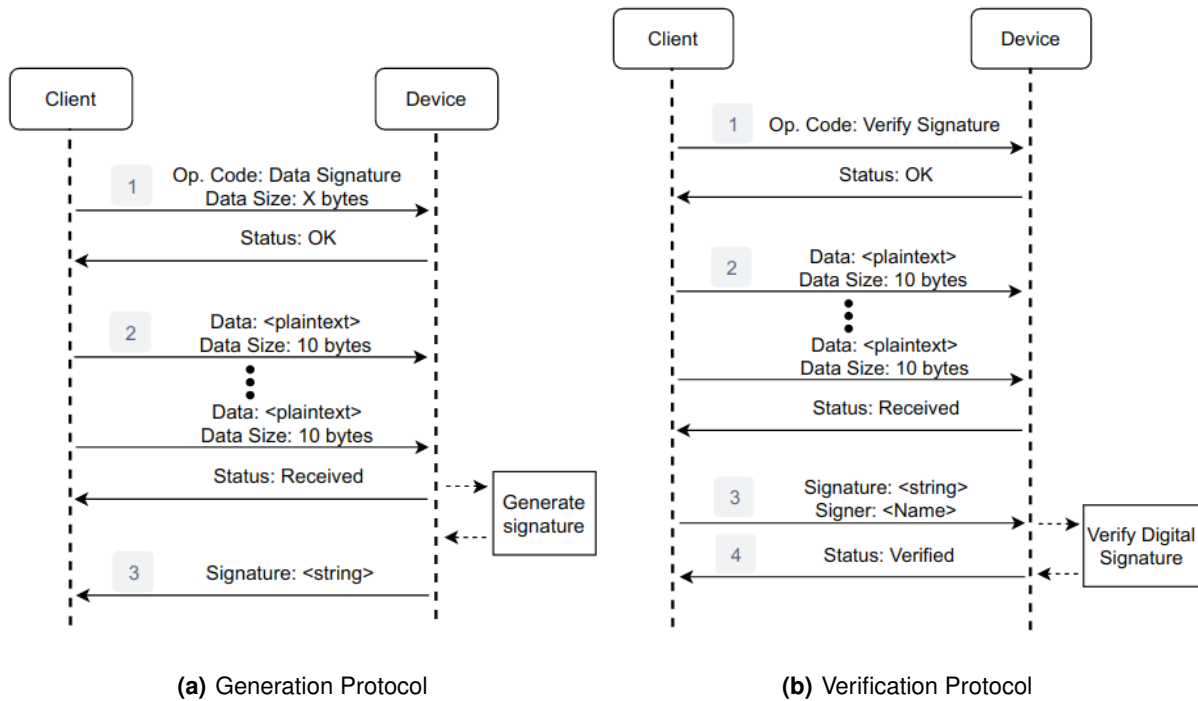 Client
Device
1
Op. Code: Data Signature
Data Size: X bytes
Status: OK
2
Data: <plaintext>
Data Size: 10 bytes
Data: <plaintext>
Data Size: 10 bytes
Status: Received
Generate
signature
3
Signature: <string>
(a) Generation Protocol
Client
Device
1
Op. Code: Verify Signature
Status: OK
2
Data: <plaintext>
Data Size: 10 bytes
Data: <plaintext>
Data Size: 10 bytes
Status: Received
3
Signature: <string>
Signer: <Name>
Verify Digital
Signature
4
Status: Verified
(b) Verification Protocol